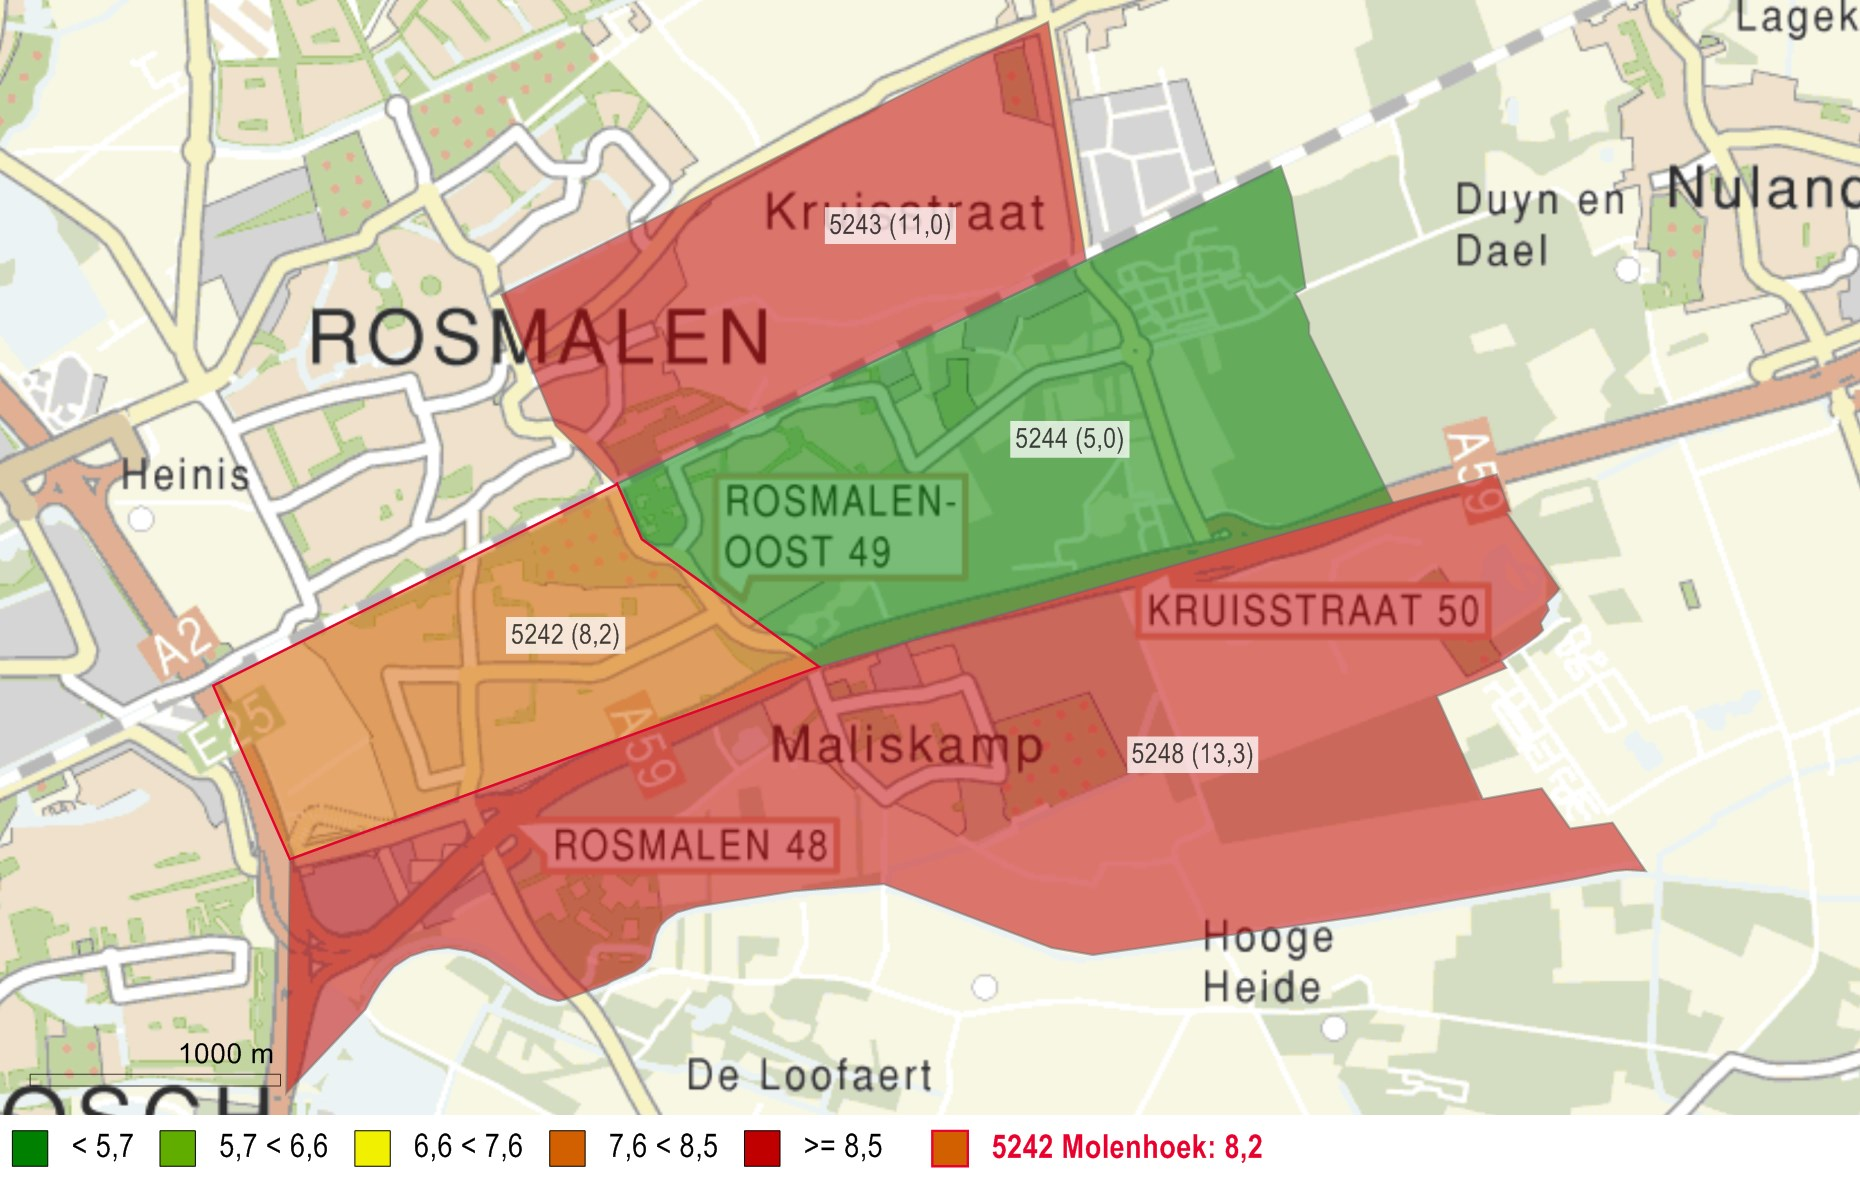 Lagek
Kruisstraat
5243 (11,0)
Duyn en
Dael
Nuland
ROSMALEN
Heinis
5244 (5,0)
A59
ROSMALEN-
OOST 49
KRUISSTRAAT 50
A2
5242 (8,2)
E25
A59
Maliskamp
5248 (13,3)
ROSMALEN 48
Hooge
Heide
De Loofaert
1000 m
OSCH
< 5,7
5,7 < 6,6
6,6 < 7,6
7,6 < 8,5
>= 8,5
5242 Molenhoek: 8,2